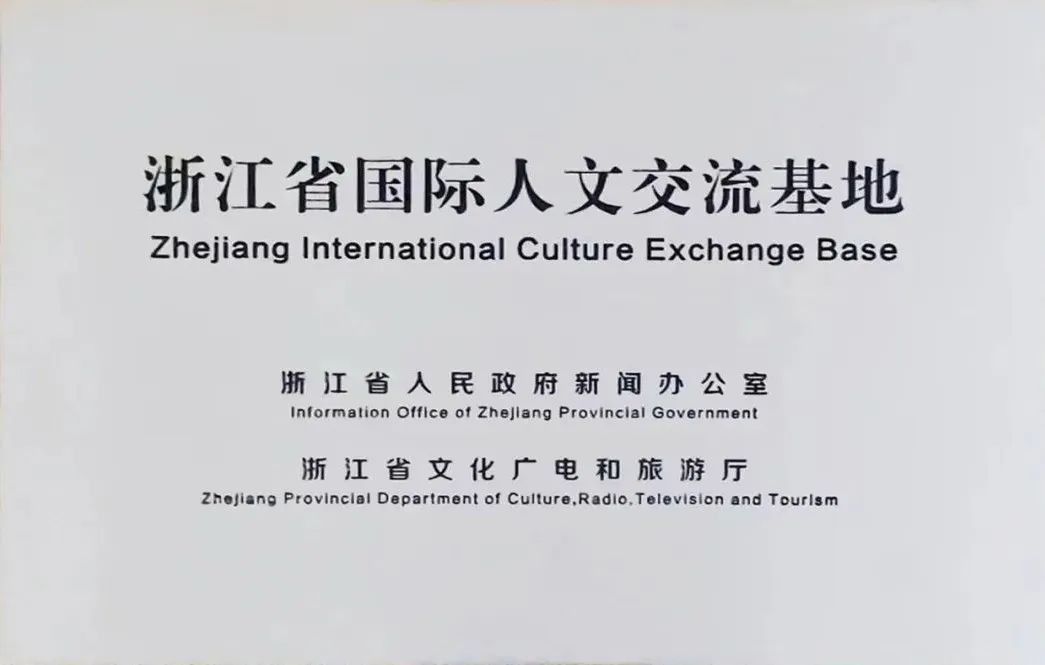 浙江省国际人文交流基地
Zhejiang International Culture Exchange Base
浙江省人民政府新闻办公室
Information Office of Zhejiang Provincial Government
浙江省文化广电和旅游厅
Zhejiang Provincial Department of Culture,Radio,Television and Tourism